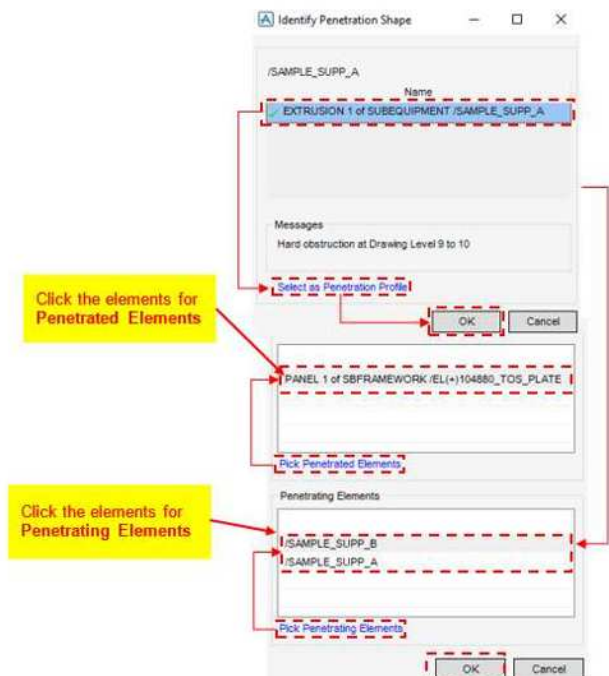 Identify Penetration Shape
/SAMPLE_SUPP_A
Name
EXTRUSION 1 of SUBEQUIPMENT /SAMPLE_SUPP_A
Messages
Hard obstruction at Drawing Level 9 to 10
Select as Penetration Profile
OK Cancel
Click the elements for
Penetrated Elements
PANEL 1 of SBFRAMEWORK /EL(+)104880_TOS_PLATE
Pick Penetrated Elements
Penetrating Elements
Click the elements for
Penetrating Elements
/SAMPLE_SUPP_B
/SAMPLE_SUPP_A
Pick Penetrating Elements
OK Cancel